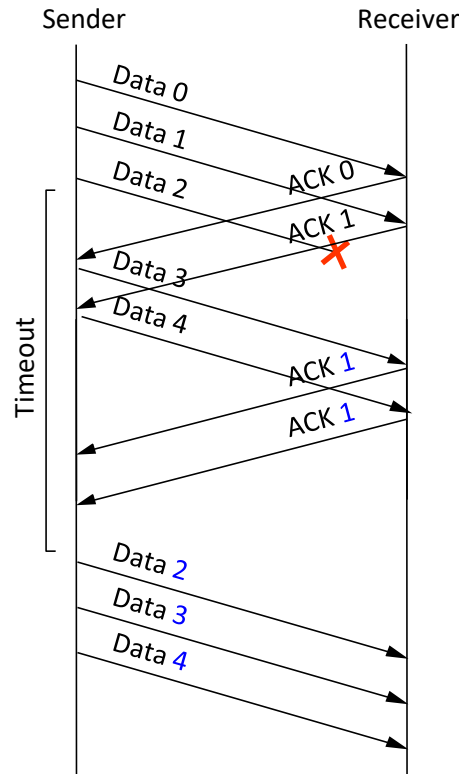 Sender
Receiver
Data 0
Data 1
ACK 0
Data 2
ACK 1
Data 3
Data 4
Timeout
ACK 1
ACK 1
Data 2
Data 3
Data 4